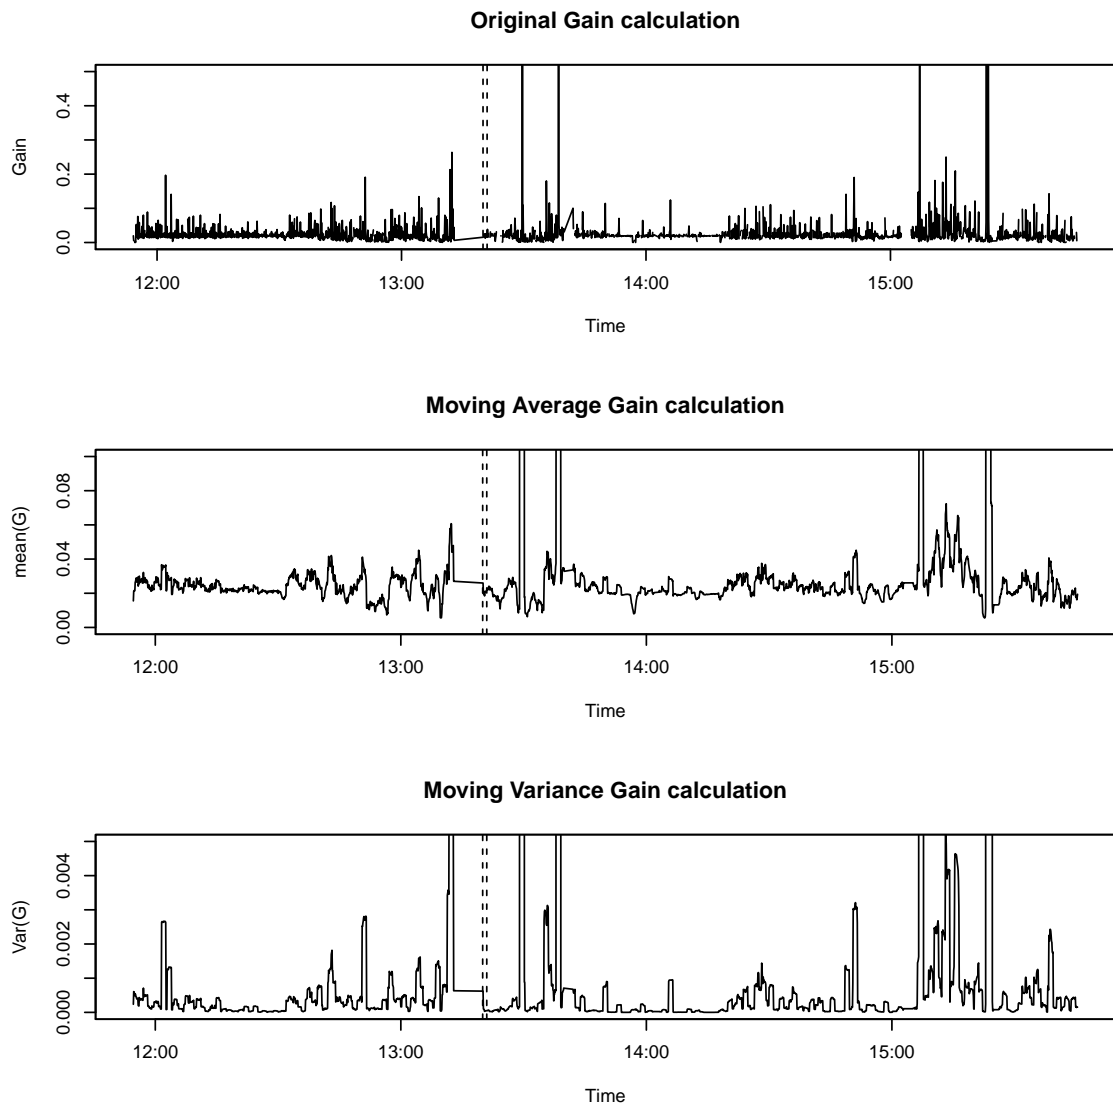 Original Gain calculation
Gain
0.0 0.2 0.4
12:00 13:00 14:00 15:00
Time
Moving Average Gain calculation
mean(G)
0.00 0.04 0.08
12:00 13:00 14:00 15:00
Time
Moving Variance Gain calculation
Var(G)
0.000 0.002 0.004
12:00 13:00 14:00 15:00
Time